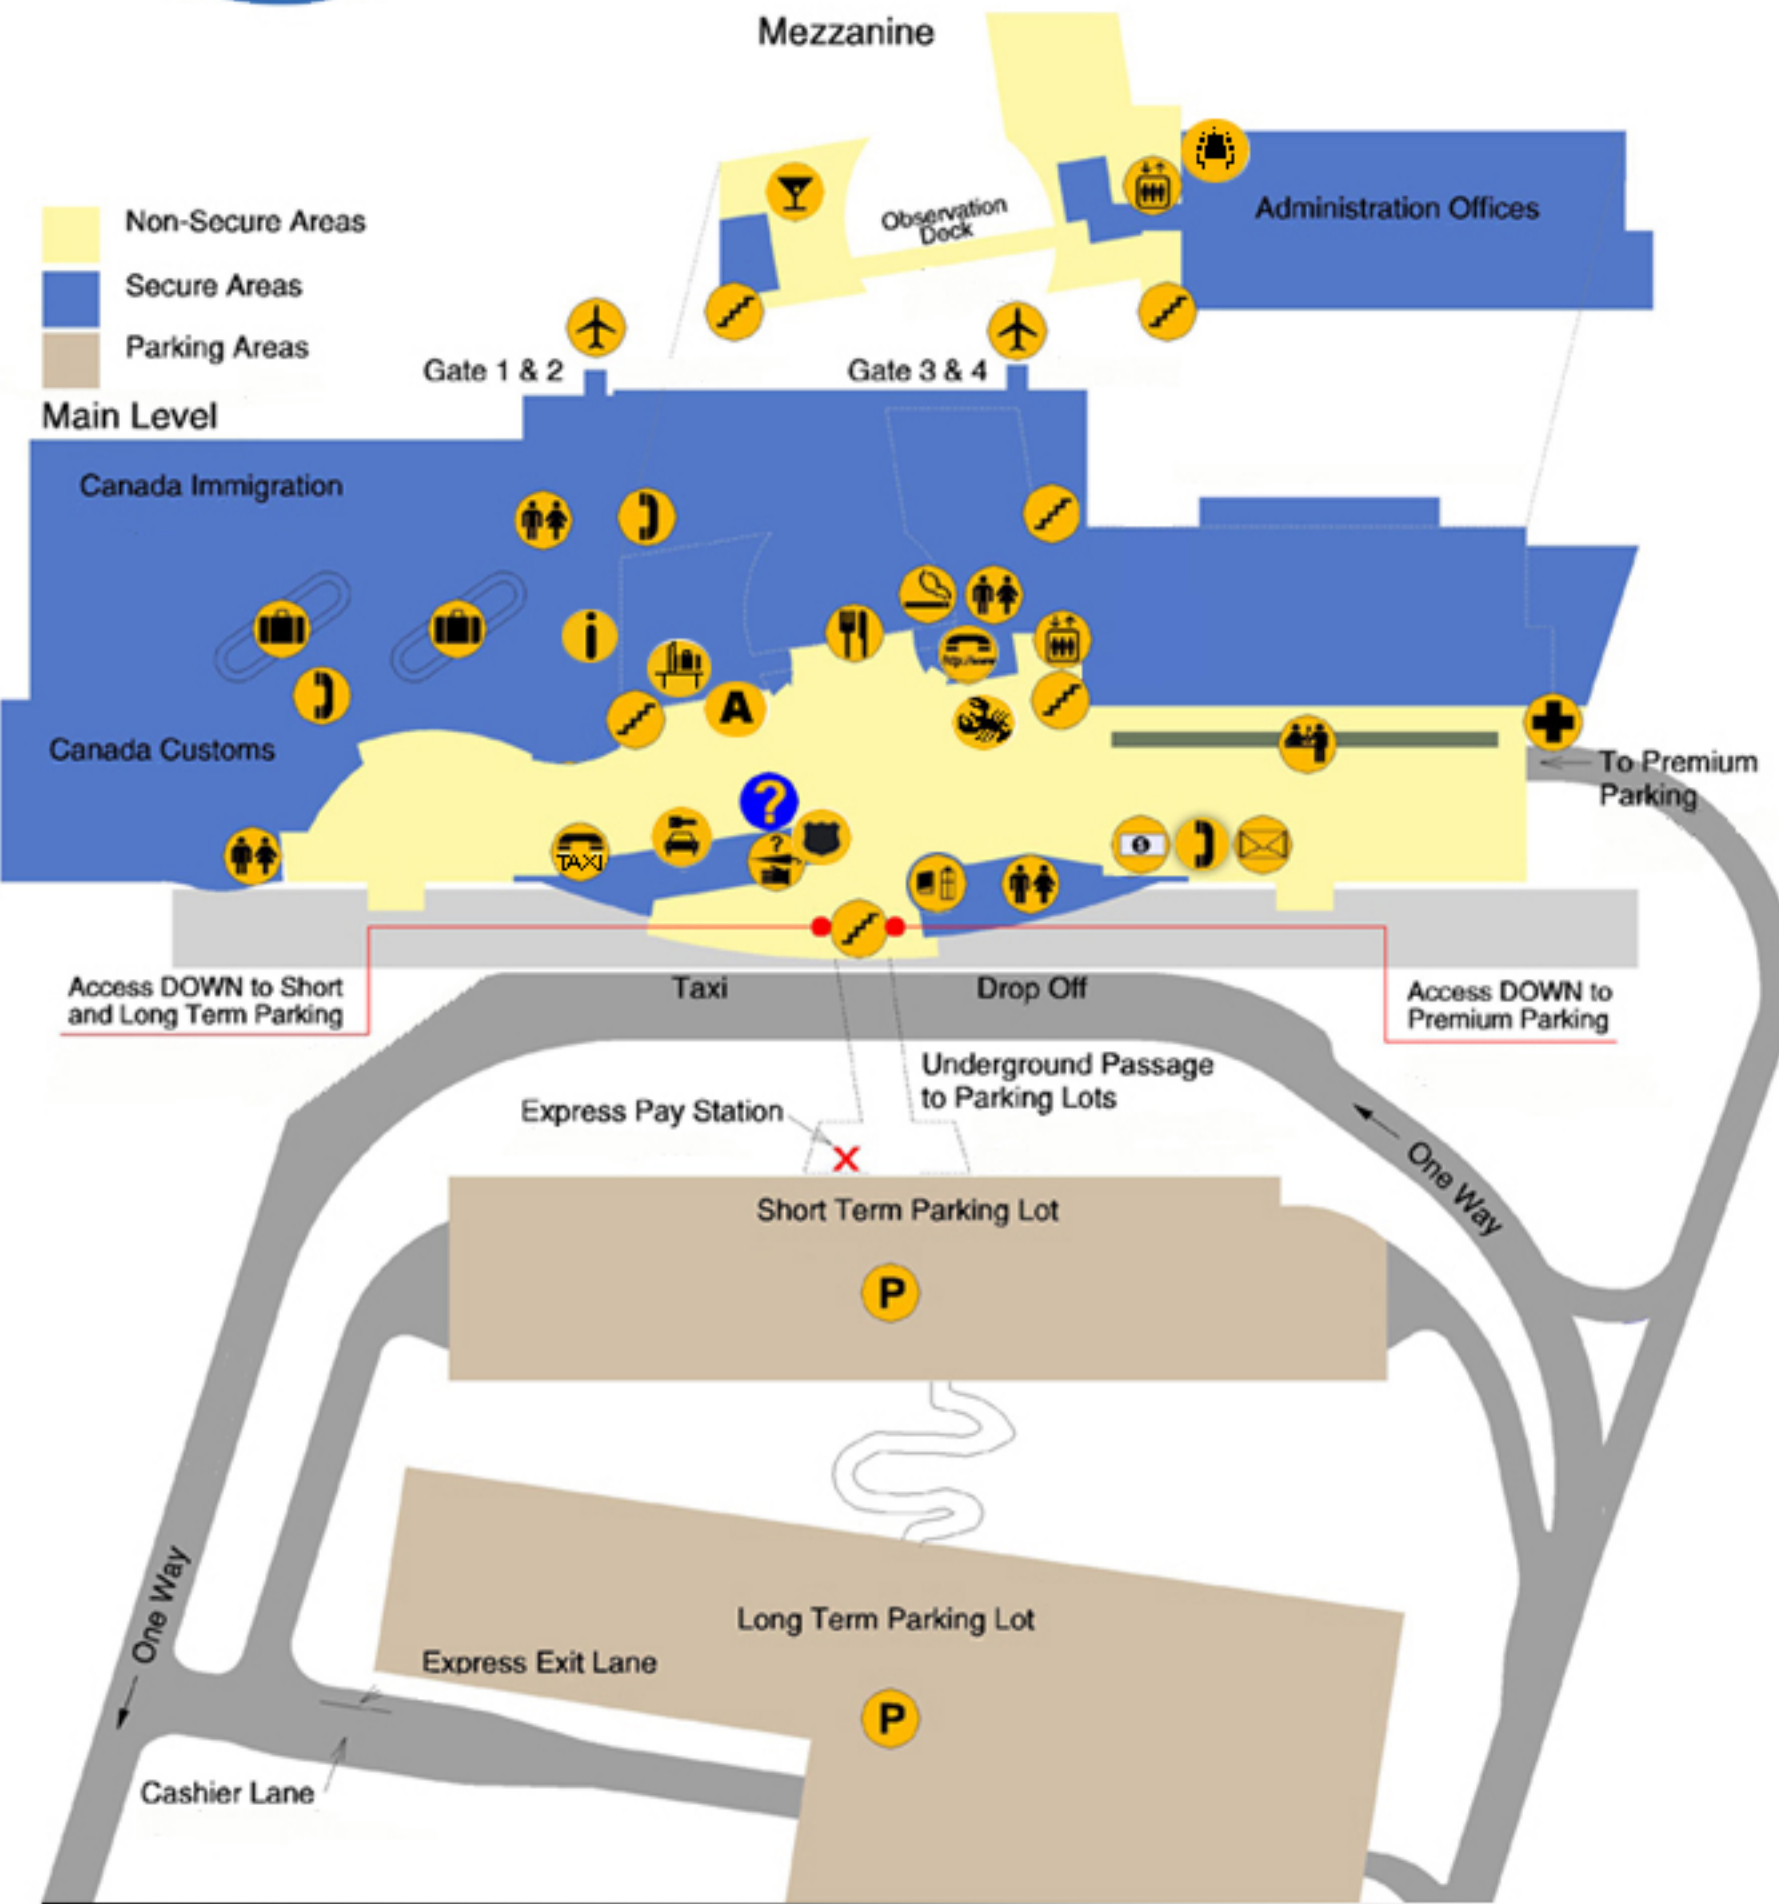 Mezzanine
Observation
Deck
Administration Offices
Non-Secure Areas
Secure Areas
Parking Areas
Gate 1 & 2
Gate 3 & 4
Main Level
Canada Immigration
i
http://www
A
Canada Customs
To Premium
Parking
?
?
TAXI
Access DOWN to Short
and Long Term Parking
Taxi
Drop Off
Access DOWN to
Premium Parking
Underground Passage
to Parking Lots
Express Pay Station
X
One Way
Short Term Parking Lot
P
Long Term Parking Lot
One Way
Express Exit Lane
P
Cashier Lane